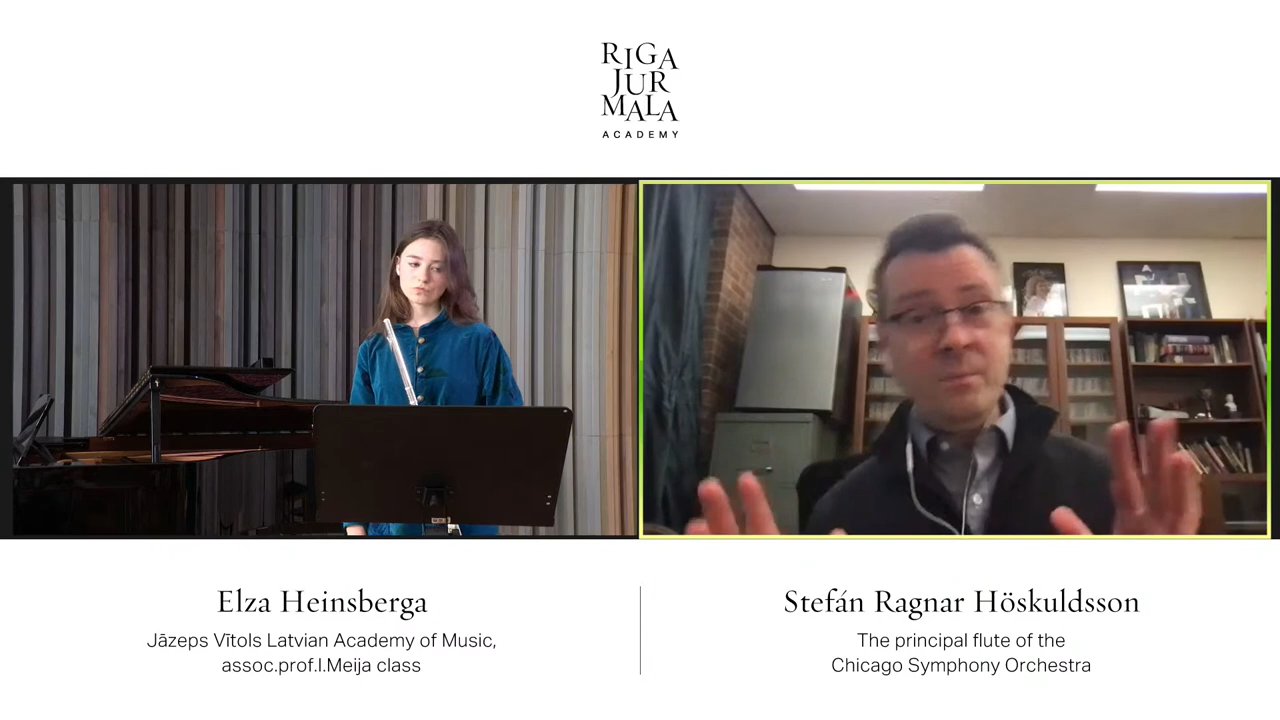 RIGA
JUR
MALA
ACADEMY
Elza Heinsberga
Jāzeps Vītols Latvian Academy of Music,
assoc.prof.I.Meija class
Stefán Ragnar Höskuldsson
The principal flute of the
Chicago Symphony Orchestra